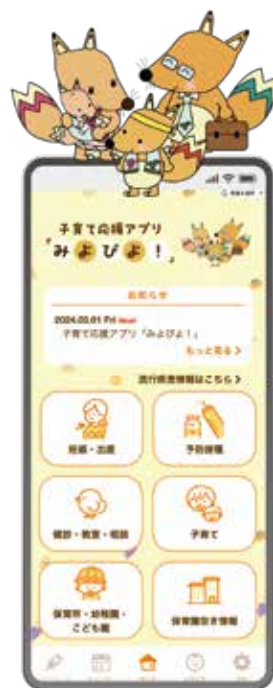 子育て応援アプリ
みよぴよ！
お知らせ
2024.03.01 Fri
子育て応援アプリ「みよぴよ！」
もっと見る
流行疾患情報はこちら
妊娠・出産
予防接種
健診・教室・相談
子育て
保育所・幼稚園・
こども園
保育園空き情報